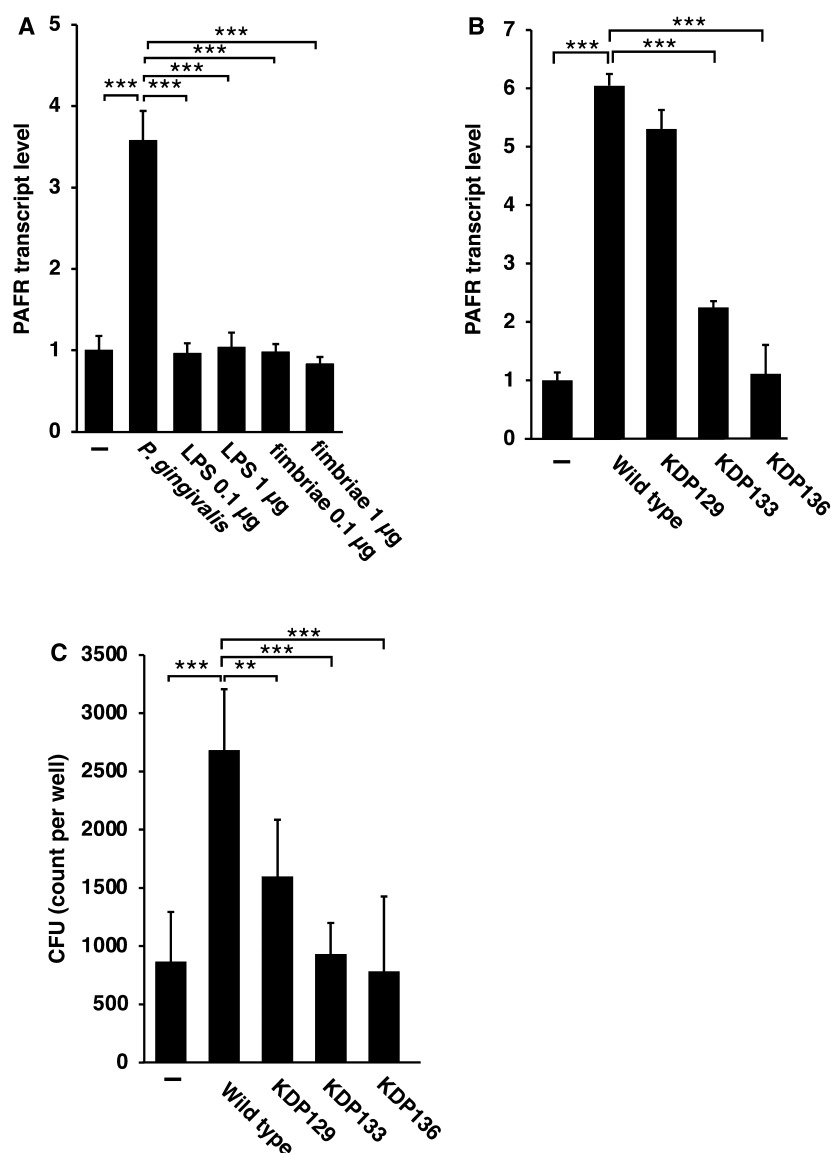 A
PAFR transcript level
5
4
3
2
1
0
***
***
***
***
***
–
P. gingivalis
LPS 0.1 µg
LPS 1 µg
fimbriae 0.1 µg
fimbriae 1 µg
B
PAFR transcript level
7
6
5
4
3
2
1
0
***
***
***
–
Wild type
KDP129
KDP133
KDP136
C
CFU (count per well)
3500
3000
2500
2000
1500
1000
500
0
***
***
***
**
–
Wild type
KDP129
KDP133
KDP136